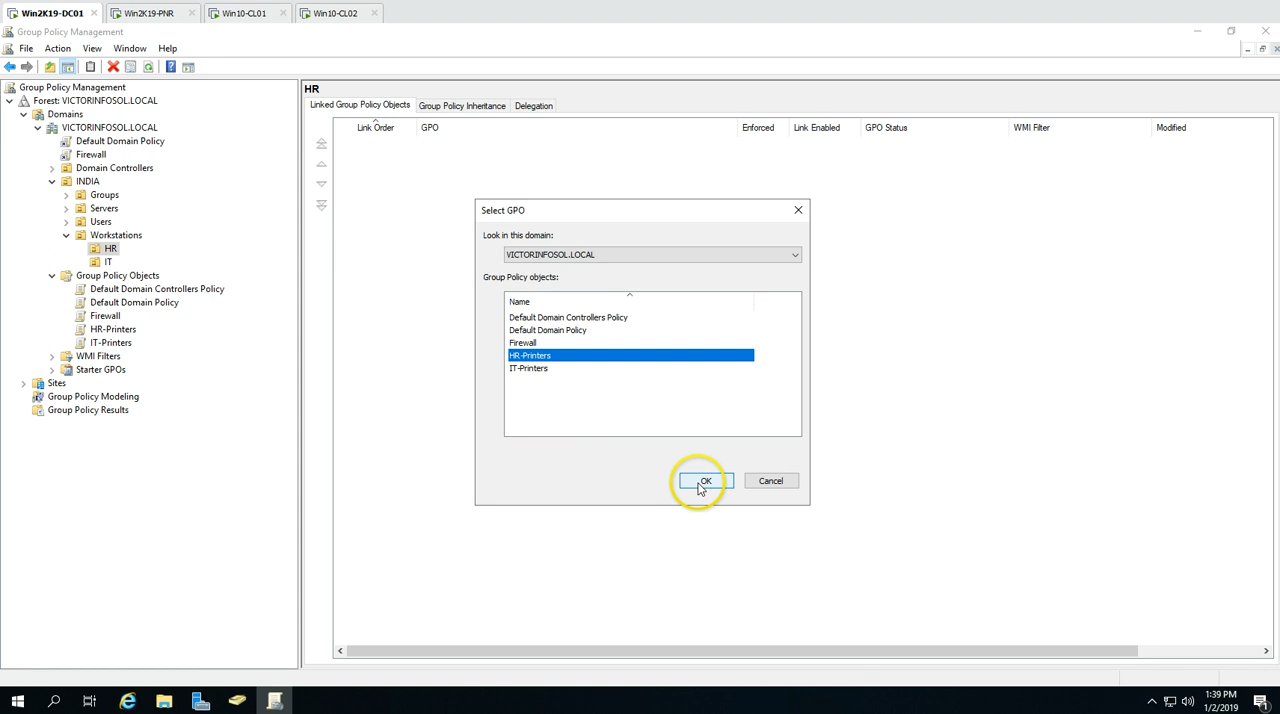 Win2K19-DC01
Win2K19-PNR
Win10-CL01
Win10-CL02
Group Policy Management
File Action View Window Help
Group Policy Management
Forest: VICTORINFOSOL.LOCAL
Domains
VICTORINFOSOL.LOCAL
Default Domain Policy
Firewall
Domain Controllers
INDIA
Groups
Servers
Users
Workstations
HR
IT
Group Policy Objects
Default Domain Controllers Policy
Default Domain Policy
Firewall
HR-Printers
IT-Printers
WMI Filters
Starter GPOs
Sites
Group Policy Modeling
Group Policy Results
HR
Linked Group Policy Objects Group Policy Inheritance Delegation
Link Order GPO Enforced Link Enabled GPO Status WMI Filter Modified
Select GPO
Look in this domain:
VICTORINFOSOL.LOCAL
Group Policy objects:
Name
Default Domain Controllers Policy
Default Domain Policy
Firewall
HR-Printers
IT-Printers
OK Cancel
1:39 PM
1/2/2019